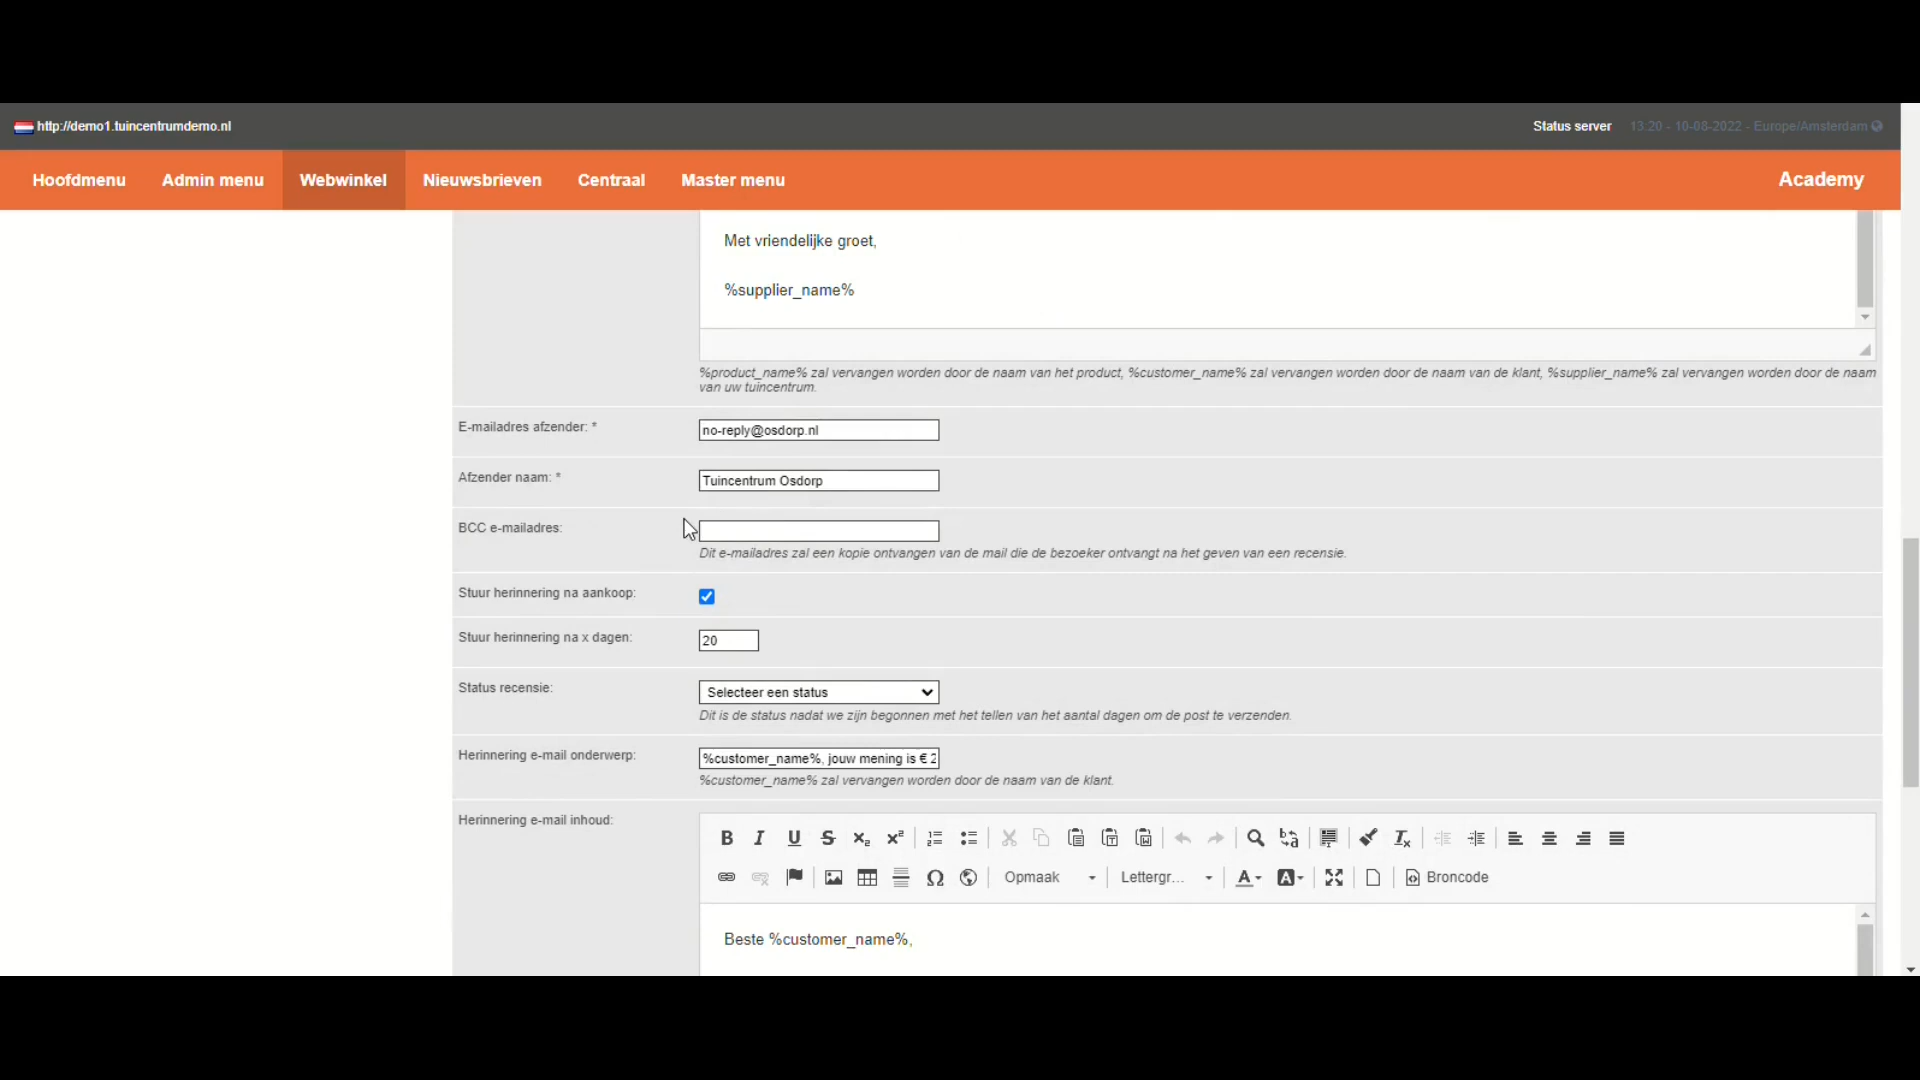 http://demo1.tuincentrumdemo.nl
Status server 13:20 - 10-08-2022 - Europe/Amsterdam
Hoofdmenu Admin menu Webwinkel Nieuwsbrieven Centraal Master menu Academy
Met vriendelijke groet,
%supplier_name%
%product_name% zal vervangen worden door de naam van het product, %customer_name% zal vervangen worden door de naam van de klant, %supplier_name% zal vervangen worden door de naam
van uw tuincentrum.
E-mailadres afzender: * no-reply@osdorp.nl
Afzender naam: * Tuincentrum Osdorp
BCC e-mailadres:
Dit e-mailadres zal een kopie ontvangen van de mail die de bezoeker ontvangt na het geven van een recensie.
Stuur herinnering na aankoop:
Stuur herinnering na x dagen: 20
Status recensie: Selecteer een status
Dit is de status nadat we zijn begonnen met het tellen van het aantal dagen om de post te verzenden.
Herinnering e-mail onderwerp: %customer_name%, jouw mening is € 2
%customer_name% zal vervangen worden door de naam van de klant.
Herinnering e-mail inhoud:
Opmaak Lettergr... Broncode
Beste %customer_name%,